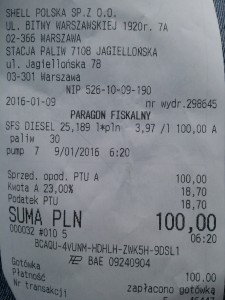 SHELL POLSKA SP Z O.O.
UL. BITWY WARSZAWSKIEJ 1920r. 7A
02-366 WARSZAWA
STACJA PALIW 7108 JAGIELLOŃSKA
ul. Jagiellońska 78
03-301 Warszawa
NIP 526-10-09-190
2016-01-09 nr wydr.298645
PARAGON FISKALNY
SFS DIESEL 25,189 l*pln 3,97 /l 100,00 A
paliw 30
pump 7 9/01/2016 6:20
Sprzed. opod. PTU A 100,00
Kwota A 23,00% 18,70
Podatek PTU 18,70
SUMA PLN 100,00
000032 #010 5 06:20
BCAQU-4VUNM-HDHLH-ZWK5H-9DSL1
BAE 09240904
Gotówka
Płatność 100,00
Nr transakcji zapłacono gotówką